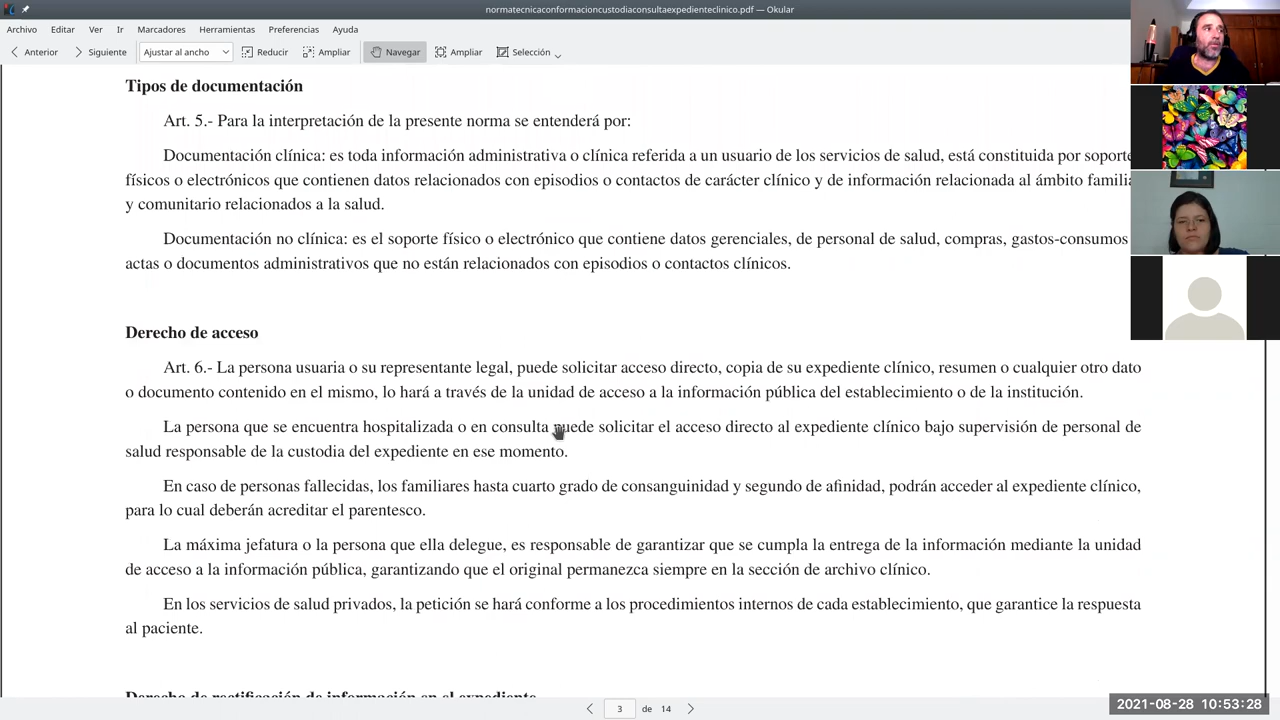 normatecnicaconformacioncustodiaconsultaexpedienteclinico.pdf — Okular
Archivo Editar Ver Ir Marcadores Herramientas Preferencias Ayuda
Anterior Siguiente Ajustar al ancho Reducir Ampliar Navegar Ampliar Selección
Tipos de documentación
Art. 5.- Para la interpretación de la presente norma se entenderá por:
Documentación clínica: es toda información administrativa o clínica referida a un usuario de los servicios de salud, está constituida por soporte
físicos o electrónicos que contienen datos relacionados con episodios o contactos de carácter clínico y de información relacionada al ámbito familia
y comunitario relacionados a la salud.
Documentación no clínica: es el soporte físico o electrónico que contiene datos gerenciales, de personal de salud, compras, gastos-consumos
actas o documentos administrativos que no están relacionados con episodios o contactos clínicos.
Derecho de acceso
Art. 6.- La persona usuaria o su representante legal, puede solicitar acceso directo, copia de su expediente clínico, resumen o cualquier otro dato
o documento contenido en el mismo, lo hará a través de la unidad de acceso a la información pública del establecimiento o de la institución.
La persona que se encuentra hospitalizada o en consulta puede solicitar el acceso directo al expediente clínico bajo supervisión de personal de
salud responsable de la custodia del expediente en ese momento.
En caso de personas fallecidas, los familiares hasta cuarto grado de consanguinidad y segundo de afinidad, podrán acceder al expediente clínico,
para lo cual deberán acreditar el parentesco.
La máxima jefatura o la persona que ella delegue, es responsable de garantizar que se cumpla la entrega de la información mediante la unidad
de acceso a la información pública, garantizando que el original permanezca siempre en la sección de archivo clínico.
En los servicios de salud privados, la petición se hará conforme a los procedimientos internos de cada establecimiento, que garantice la respuesta
al paciente.
Derecho de rectificación de información en el expediente
3 de 14
2021-08-28 10:53:28